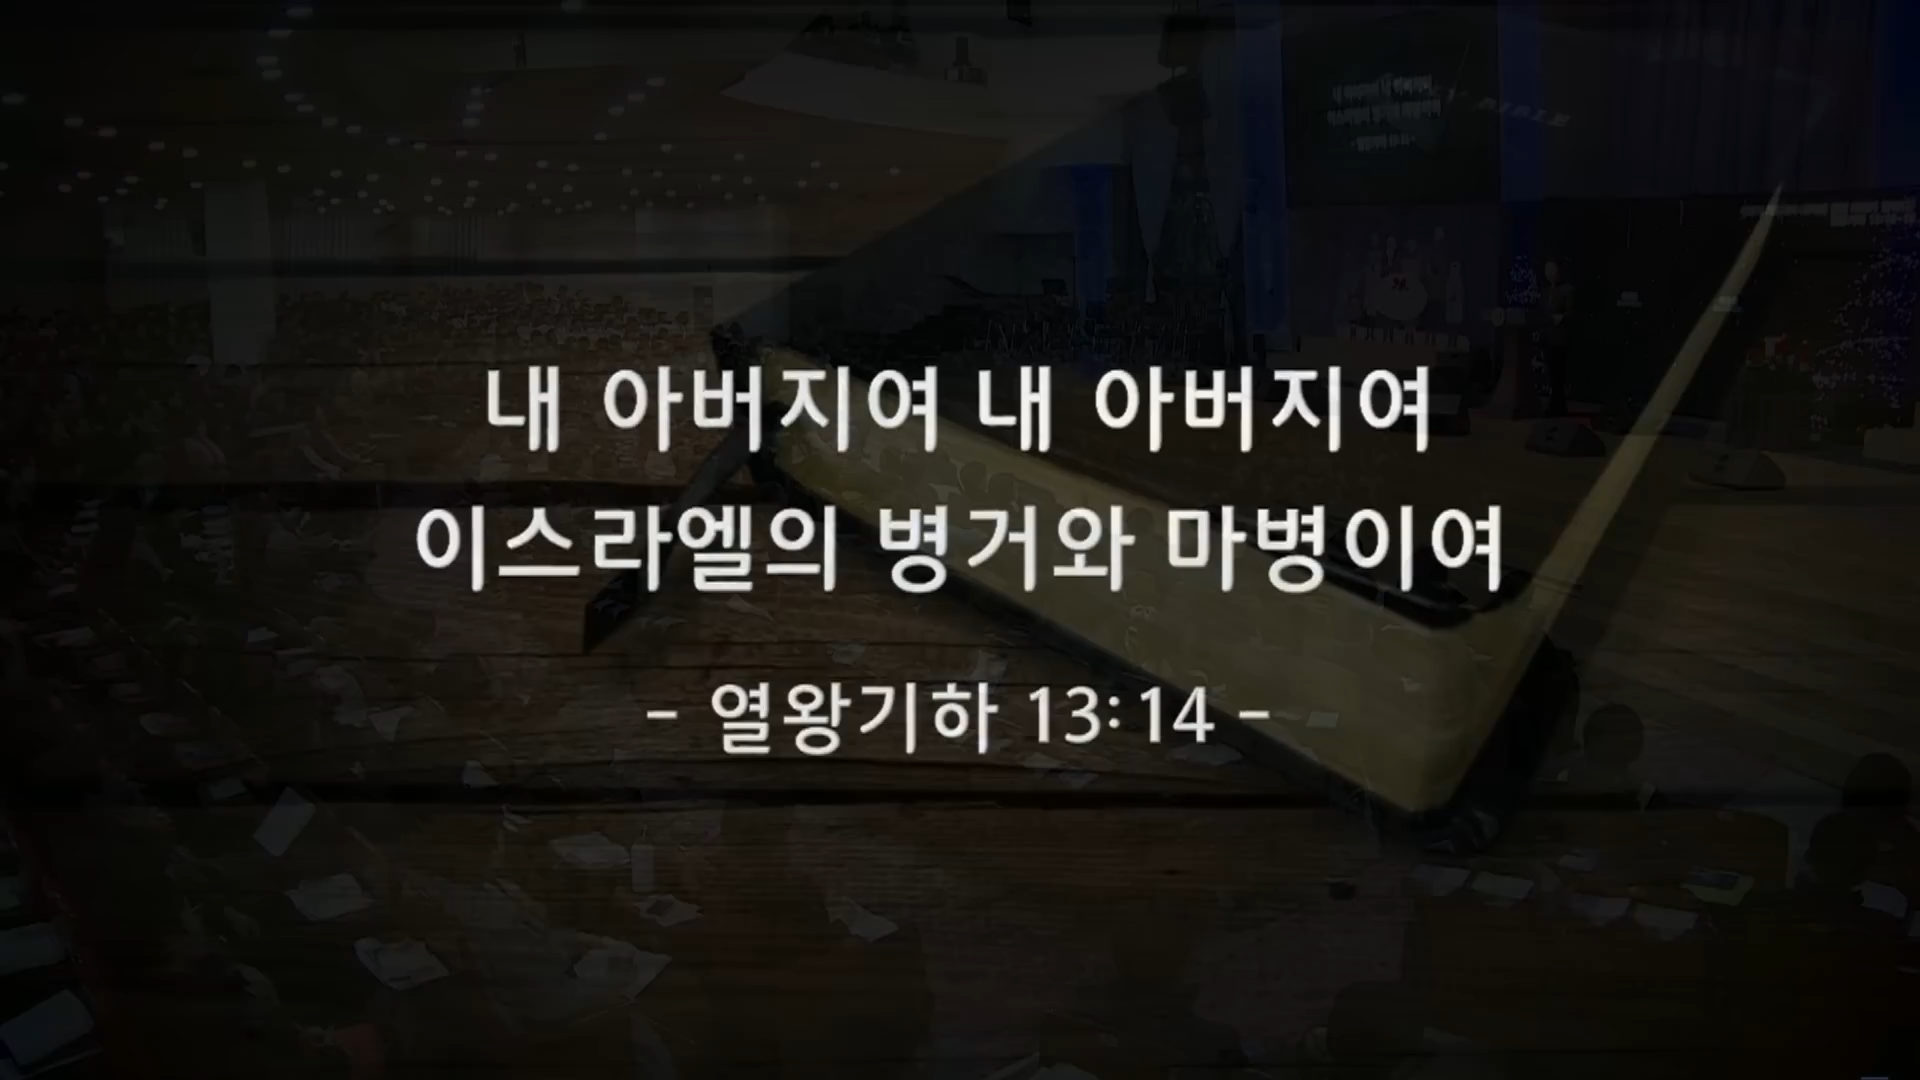 내 아버지여 내 아버지여
이스라엘의 병거와 마병이여
- 열왕기하 13:14 -
BIBLE